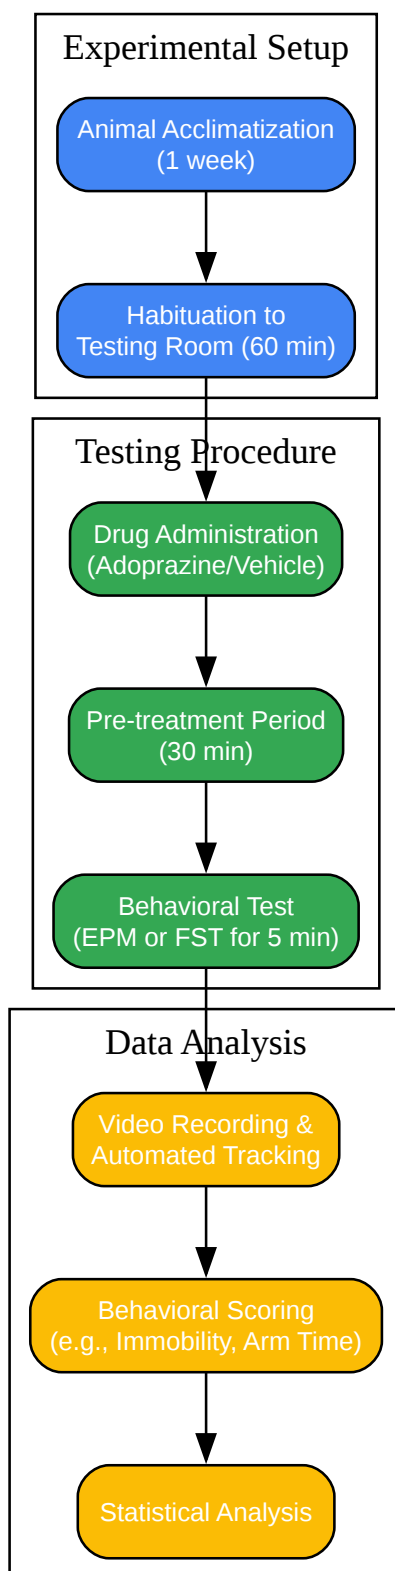 Experimental Setup
Animal Acclimatization
(1 week)
Habituation to
Testing Room (60 min)
Testing Procedure
Drug Administration
(Adoprazine/Vehicle)
Pre-treatment Period
(30 min)
Behavioral Test
(EPM or FST for 5 min)
Data Analysis
Video Recording &
Automated Tracking
Behavioral Scoring
(e.g., Immobility, Arm Time)
Statistical Analysis